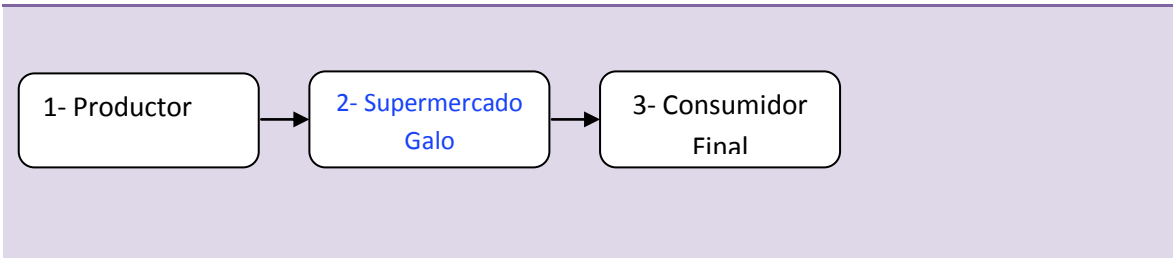 1- Productor
2- Supermercado
Galo
3- Consumidor
Final